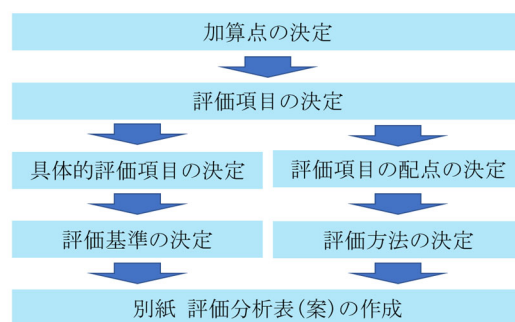 加算点の決定
評価項目の決定
具体的評価項目の決定
評価項目の配点の決定
評価基準の決定
評価方法の決定
別紙 評価分析表(案)の作成